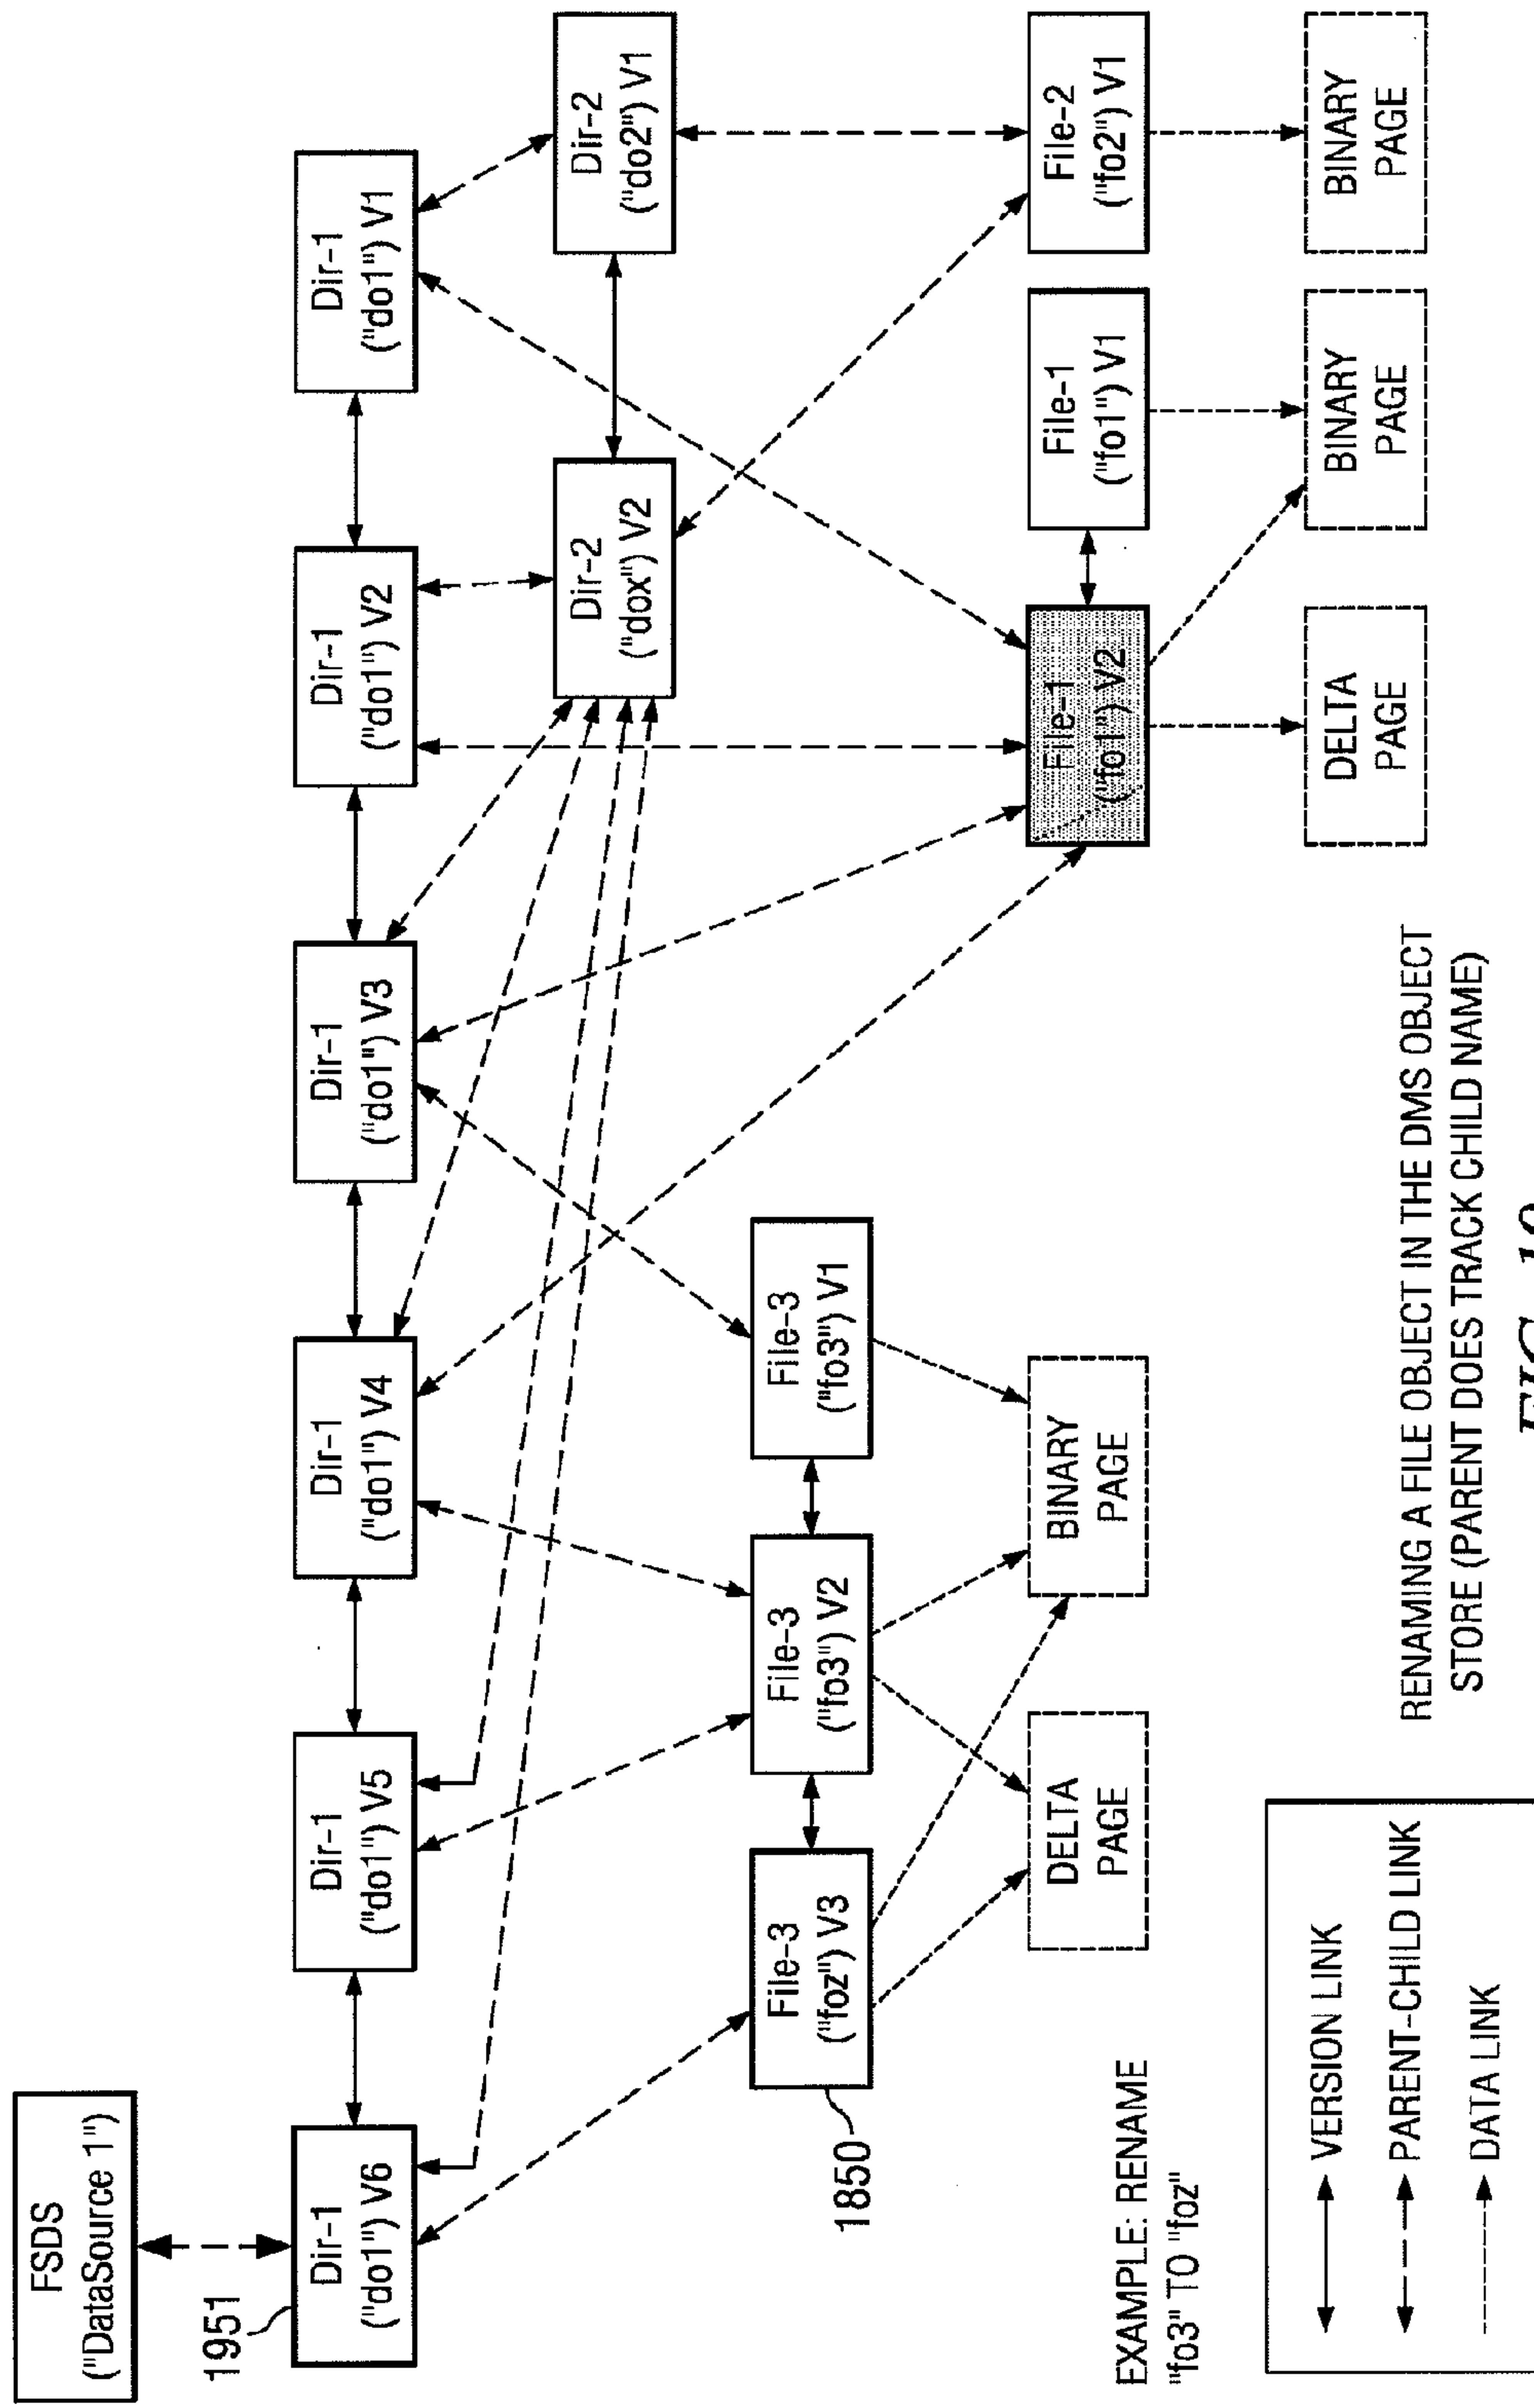 FSDS
("DataSource 1")
1951
Dir-1
("do1") V6
Dir-1
("do1") V5
Dir-1
("do1") V4
Dir-1
("do1") V3
Dir-1
("do1") V2
Dir-1
("do1") V1
Dir-2
("dox") V2
Dir-2
("do2") V1
1850
File-3
("foz") V3
File-3
("fo3") V2
File-3
("fo3") V1
DELTA
PAGE
BINARY
PAGE
File-1
("fo1") V2
File-1
("fo1") V1
File-2
("fo2") V1
DELTA
PAGE
BINARY
PAGE
BINARY
PAGE
EXAMPLE: RENAME
"fo3" TO "foz"
VERSION LINK
PARENT-CHILD LINK
DATA LINK
RENAMING A FILE OBJECT IN THE DMS OBJECT
STORE (PARENT DOES TRACK CHILD NAME)